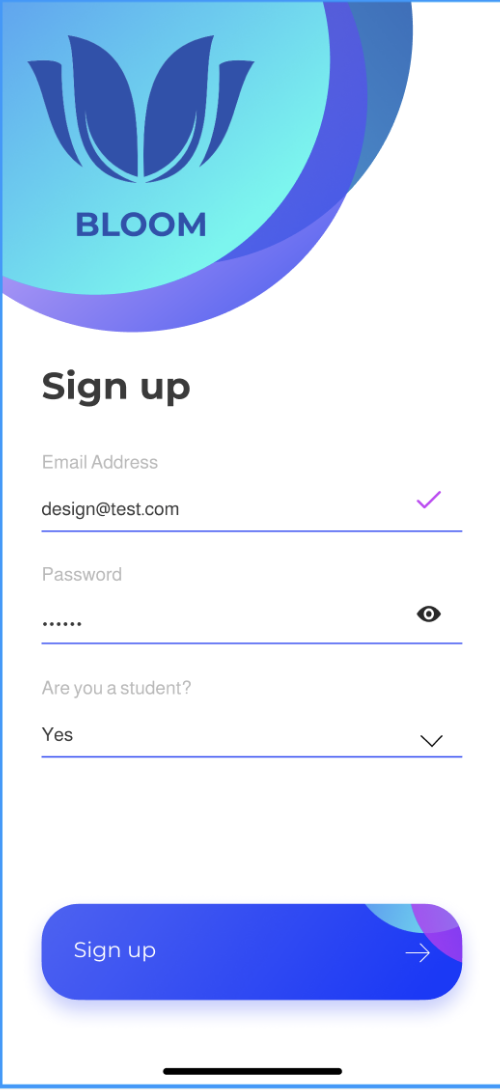 BLOOM
Sign up
Email Address
design@test.com
Password
••••••
Are you a student?
Yes
Sign up